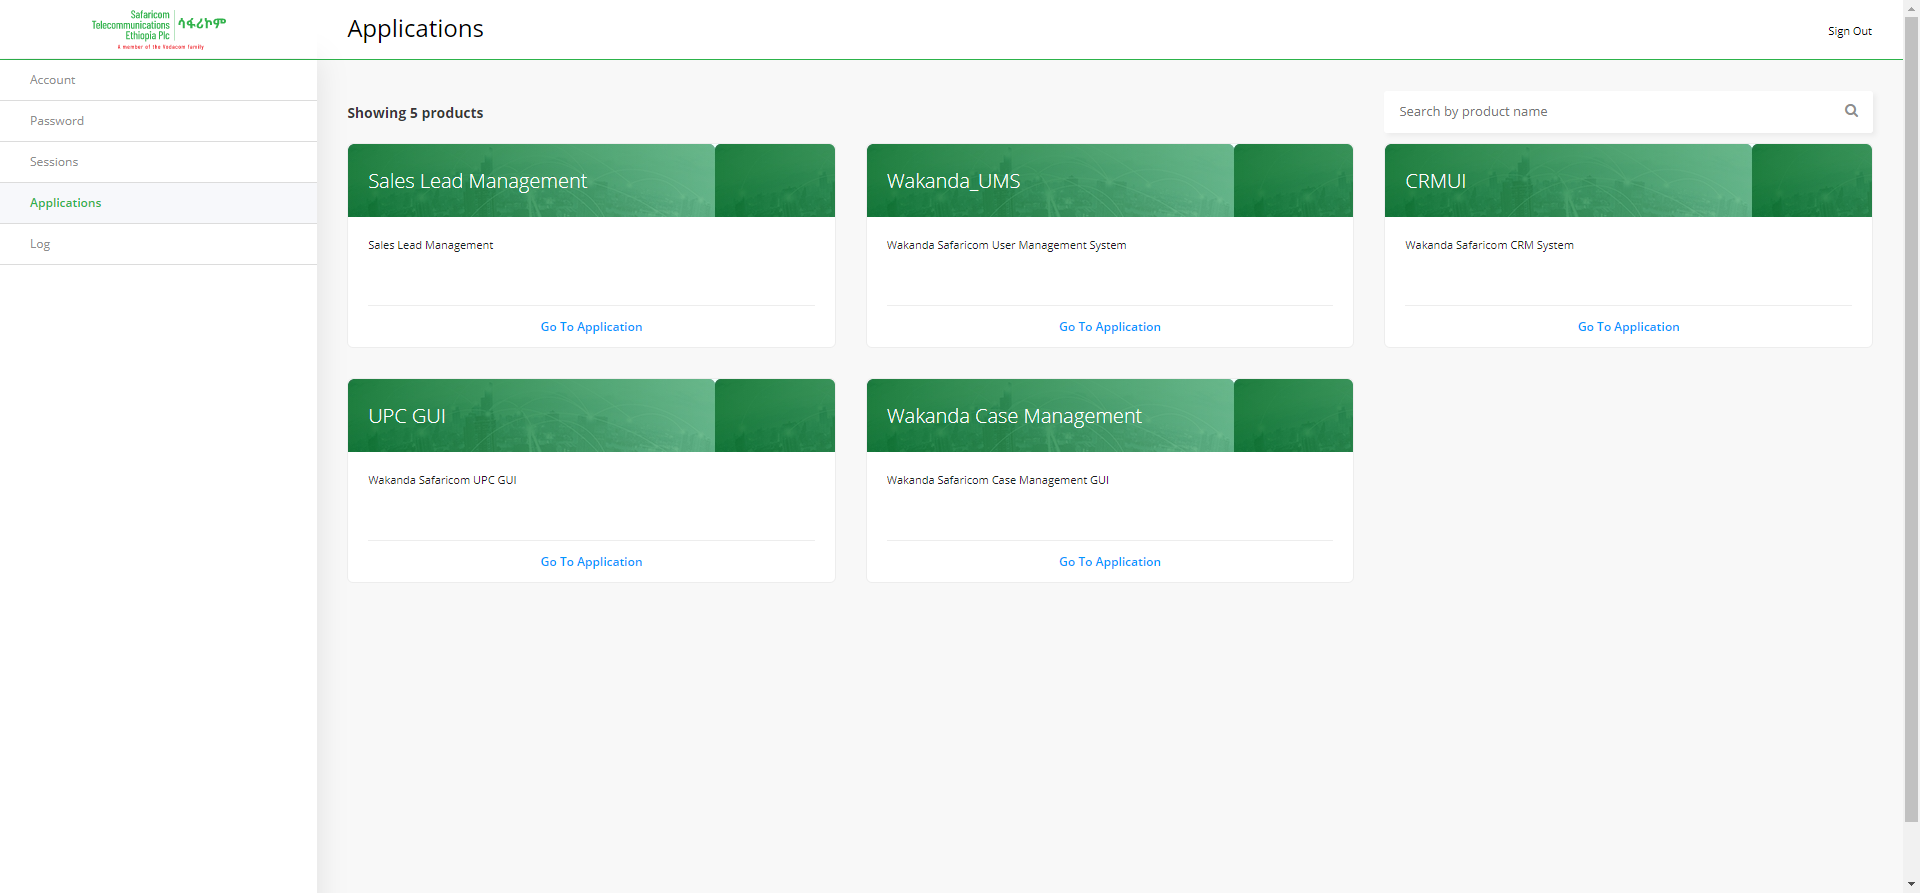 Safaricom
Telecommunications
Ethiopia Plc
ሳፋሪኮም
A member of the Vodacom family
Applications
Sign Out
Account
Password
Sessions
Applications
Log
Showing 5 products
Search by product name
Sales Lead Management
Sales Lead Management
Go To Application
Wakanda_UMS
Wakanda Safaricom User Management System
Go To Application
CRMUI
Wakanda Safaricom CRM System
Go To Application
UPC GUI
Wakanda Safaricom UPC GUI
Go To Application
Wakanda Case Management
Wakanda Safaricom Case Management GUI
Go To Application